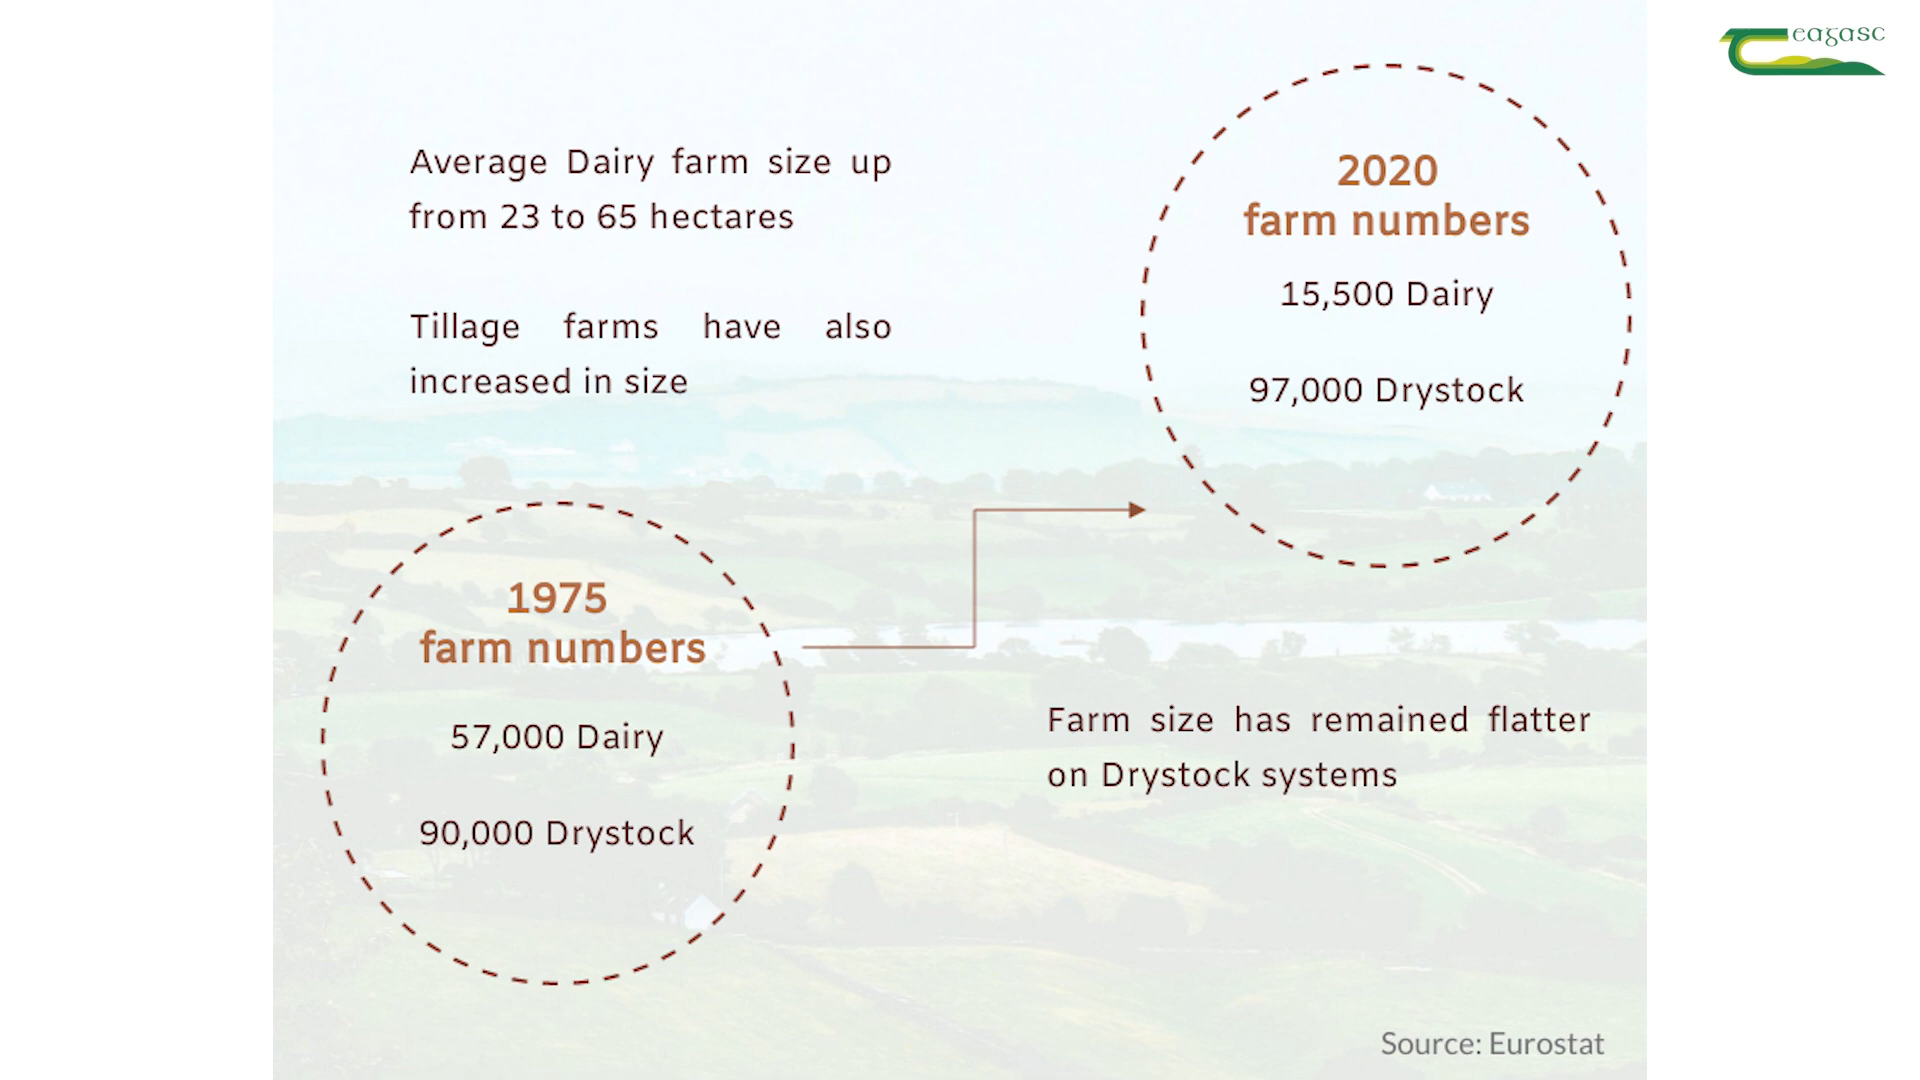 eagasc
Average Dairy farm size up
from 23 to 65 hectares
Tillage farms have also
increased in size
2020
farm numbers
15,500 Dairy
97,000 Drystock
1975
farm numbers
57,000 Dairy
90,000 Drystock
Farm size has remained flatter
on Drystock systems
Source: Eurostat